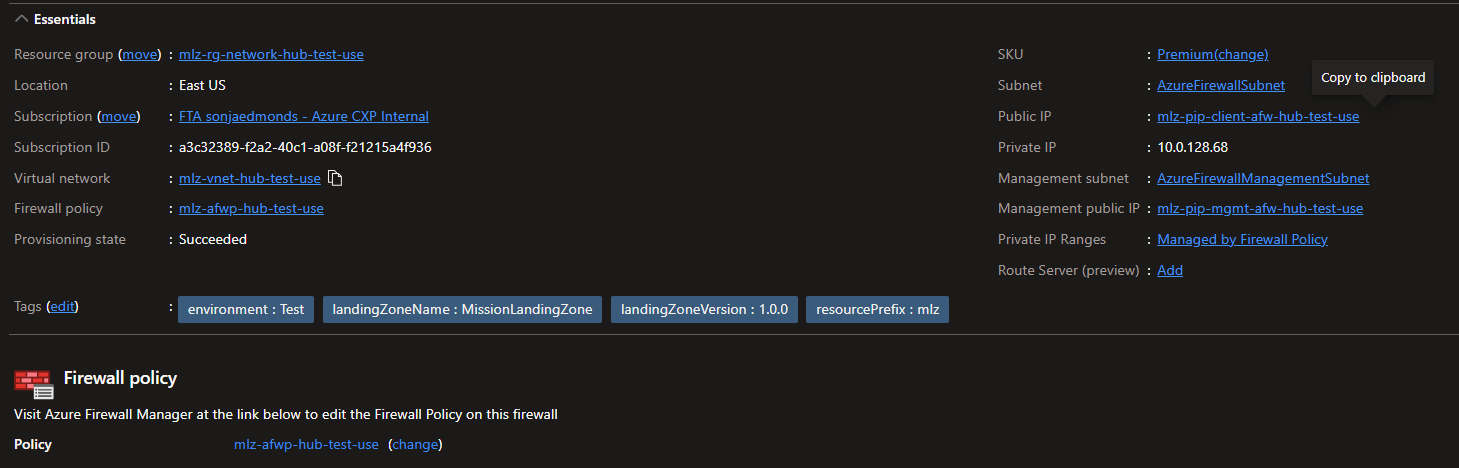 Essentials
Resource group (move) : mlz-rg-network-hub-test-use
Location : East US
Subscription (move) : FTA sonjaedmonds - Azure CXP Internal
Subscription ID : a3c32389-f2a2-40c1-a08f-f21215a4f936
Virtual network : mlz-vnet-hub-test-use
Firewall policy : mlz-afwp-hub-test-use
Provisioning state : Succeeded
SKU : Premium(change)
Subnet : AzureFirewallSubnet
Copy to clipboard
Public IP : mlz-pip-client-afw-hub-test-use
Private IP : 10.0.128.68
Management subnet : AzureFirewallManagementSubnet
Management public IP : mlz-pip-mgmt-afw-hub-test-use
Private IP Ranges : Managed by Firewall Policy
Route Server (preview) : Add
Tags (edit) : environment : Test landingZoneName : MissionLandingZone landingZoneVersion : 1.0.0 resourcePrefix : mlz
Firewall policy
Visit Azure Firewall Manager at the link below to edit the Firewall Policy on this firewall
Policy mlz-afwp-hub-test-use (change)